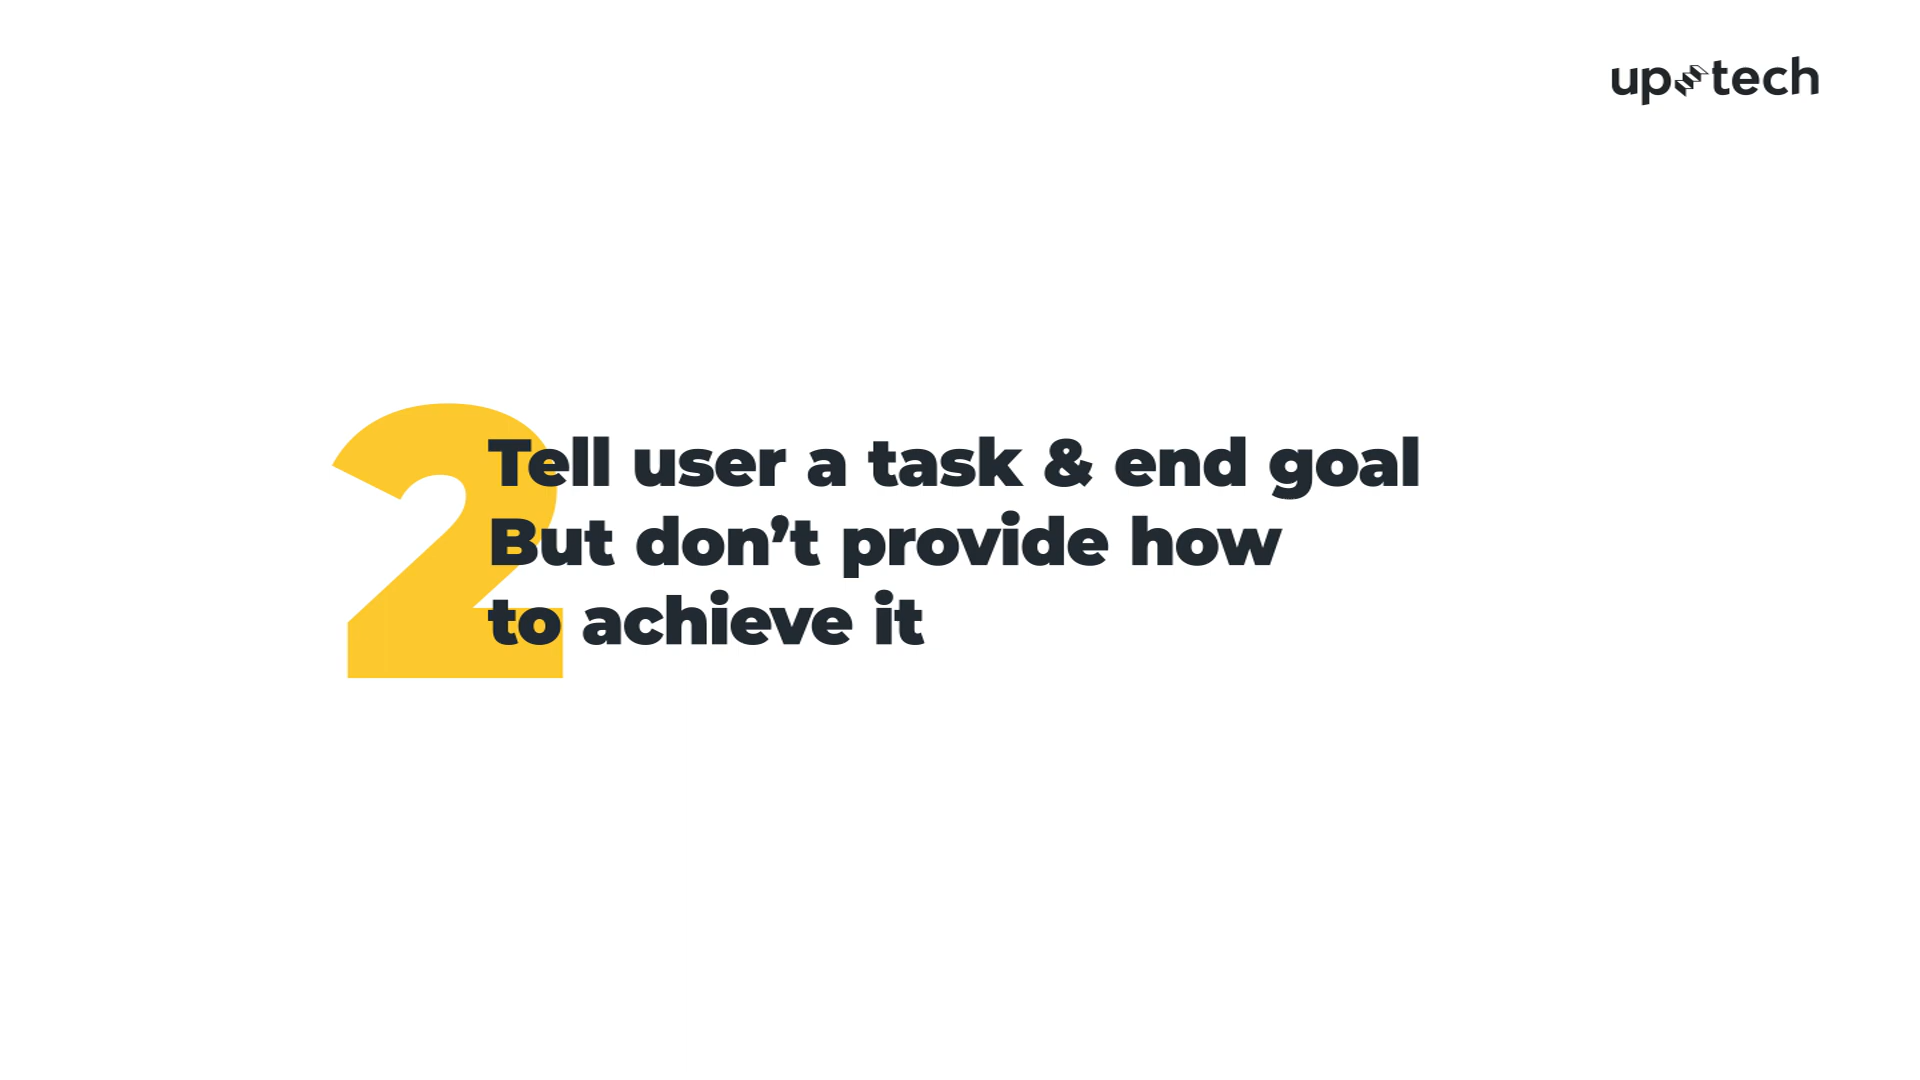 uptech
2
Tell user a task & end goal
But don’t provide how
to achieve it